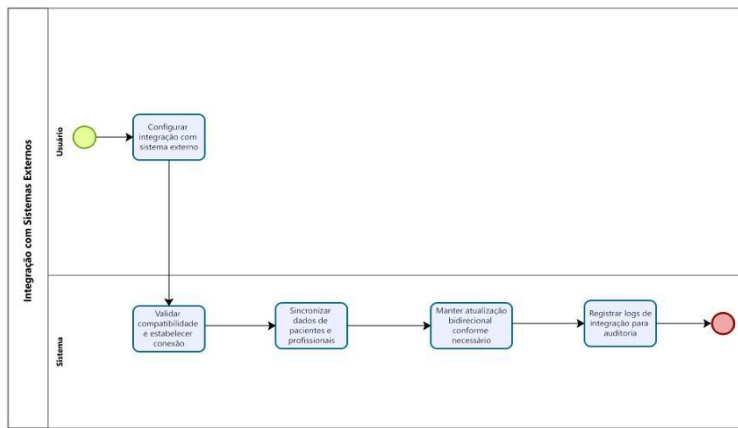 Integração com Sistemas Externos
Usuário
Configurar
integração com
sistema externo
Sistema
Validar
compatibilidade
e estabelecer
conexão
Sincronizar
dados de
pacientes e
profissionais
Manter atualização
bidirecional
conforme
necessário
Registrar logs de
integração para
auditoria